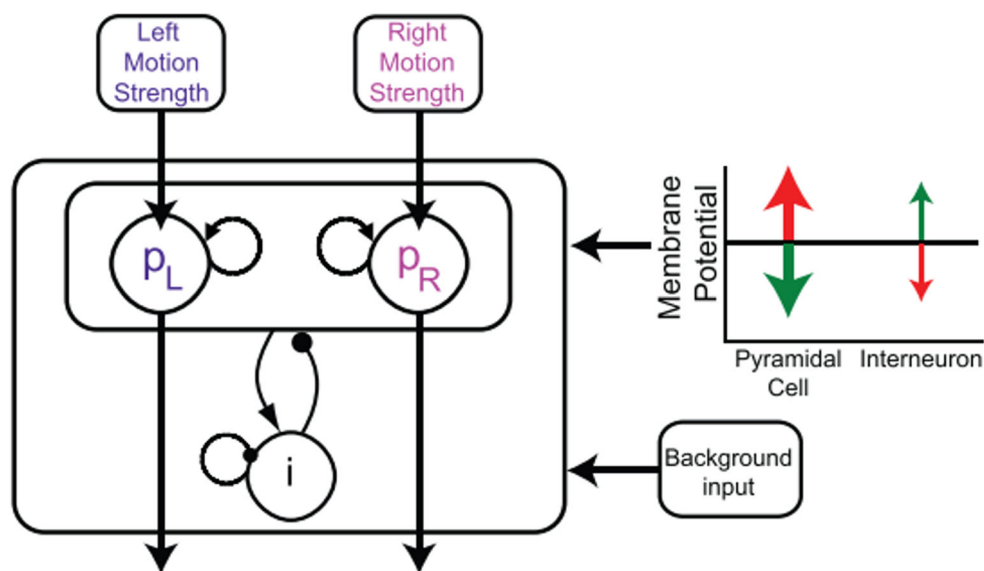 Left
Motion
Strength
Right
Motion
Strength
pL
pR
i
Membrane
Potential
Pyramidal
Cell
Interneuron
Background
input